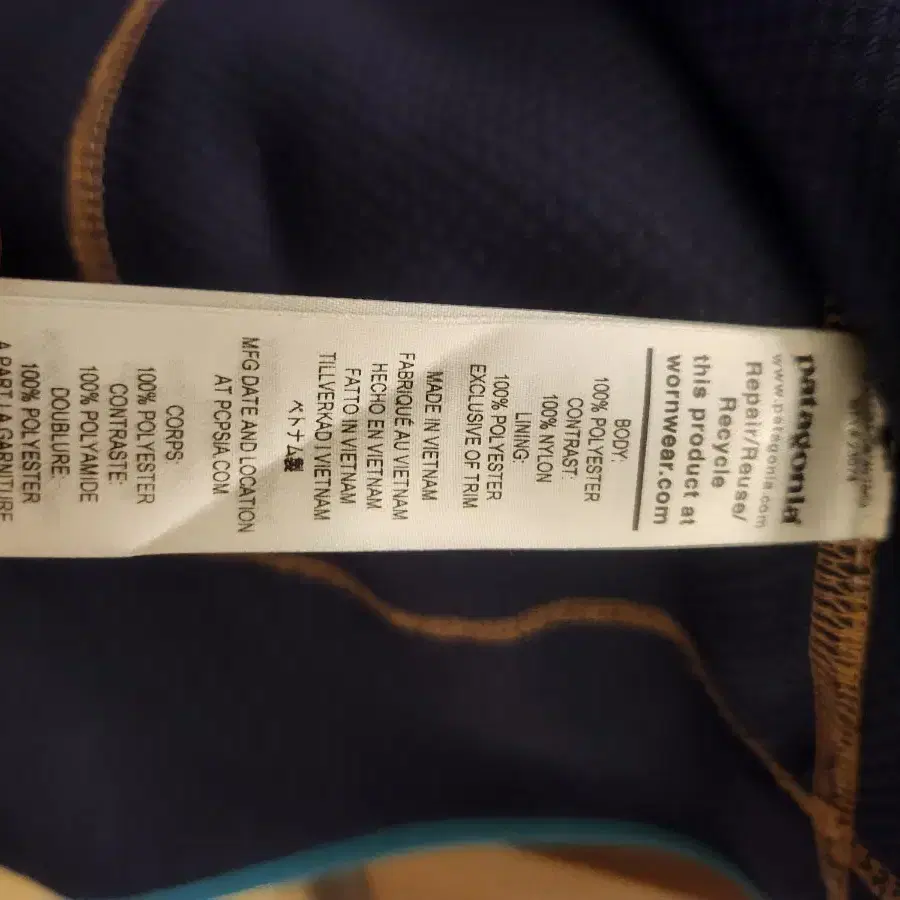 patagonia
www.patagonia.com
Repair/Reuse/
Recycle
this product at
wornwear.com
BODY:
100% POLYESTER
CONTRAST:
100% NYLON
LINING:
100% POLYESTER
EXCLUSIVE OF TRIM
MADE IN VIETNAM
FABRIQUÉ AU VIETNAM
HECHO EN VIETNAM
FATTO IN VIETNAM
TILLVERKAD I VIETNAM
ベトナム製
MFG DATE AND LOCATION
AT PCPSIA.COM
CORPS:
100% POLYESTER
CONTRASTE:
100% POLYAMIDE
DOUBLURE:
100% POLYESTER
A PART LA GARNITURE